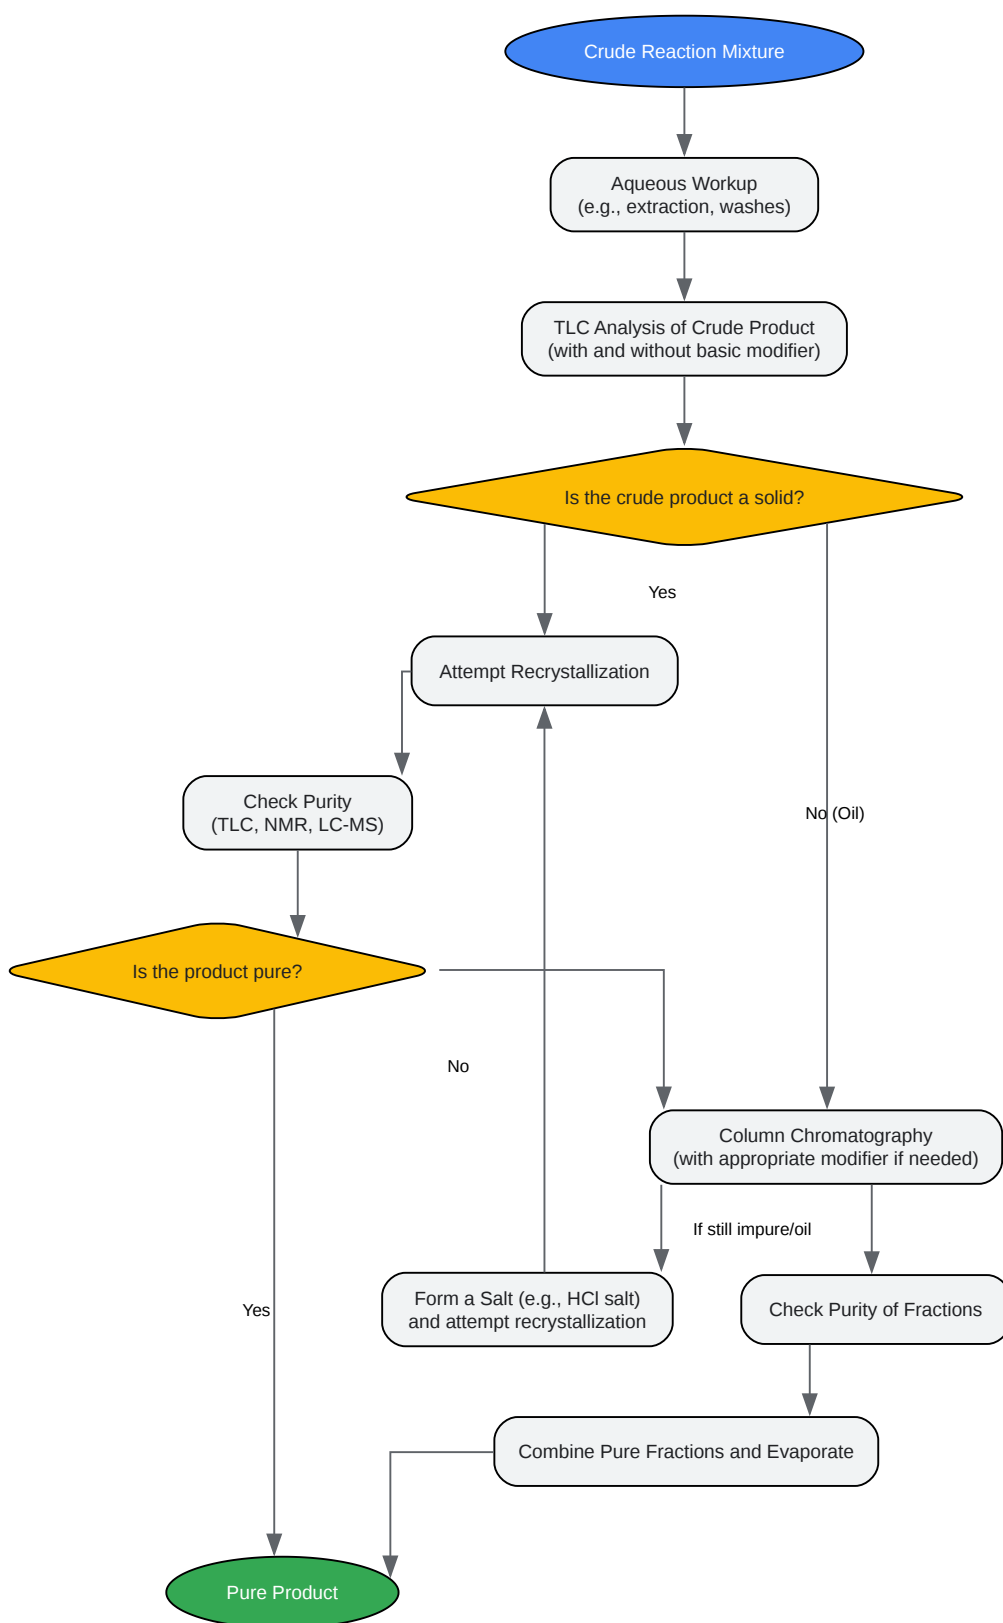 Crude Reaction Mixture
Aqueous Workup
(e.g., extraction, washes)
TLC Analysis of Crude Product
(with and without basic modifier)
Is the crude product a solid?
Yes
Attempt Recrystallization
Check Purity
(TLC, NMR, LC-MS)
No (Oil)
Is the product pure?
No
Column Chromatography
(with appropriate modifier if needed)
If still impure/oil
Form a Salt (e.g., HCl salt)
and attempt recrystallization
Yes
Check Purity of Fractions
Combine Pure Fractions and Evaporate
Pure Product